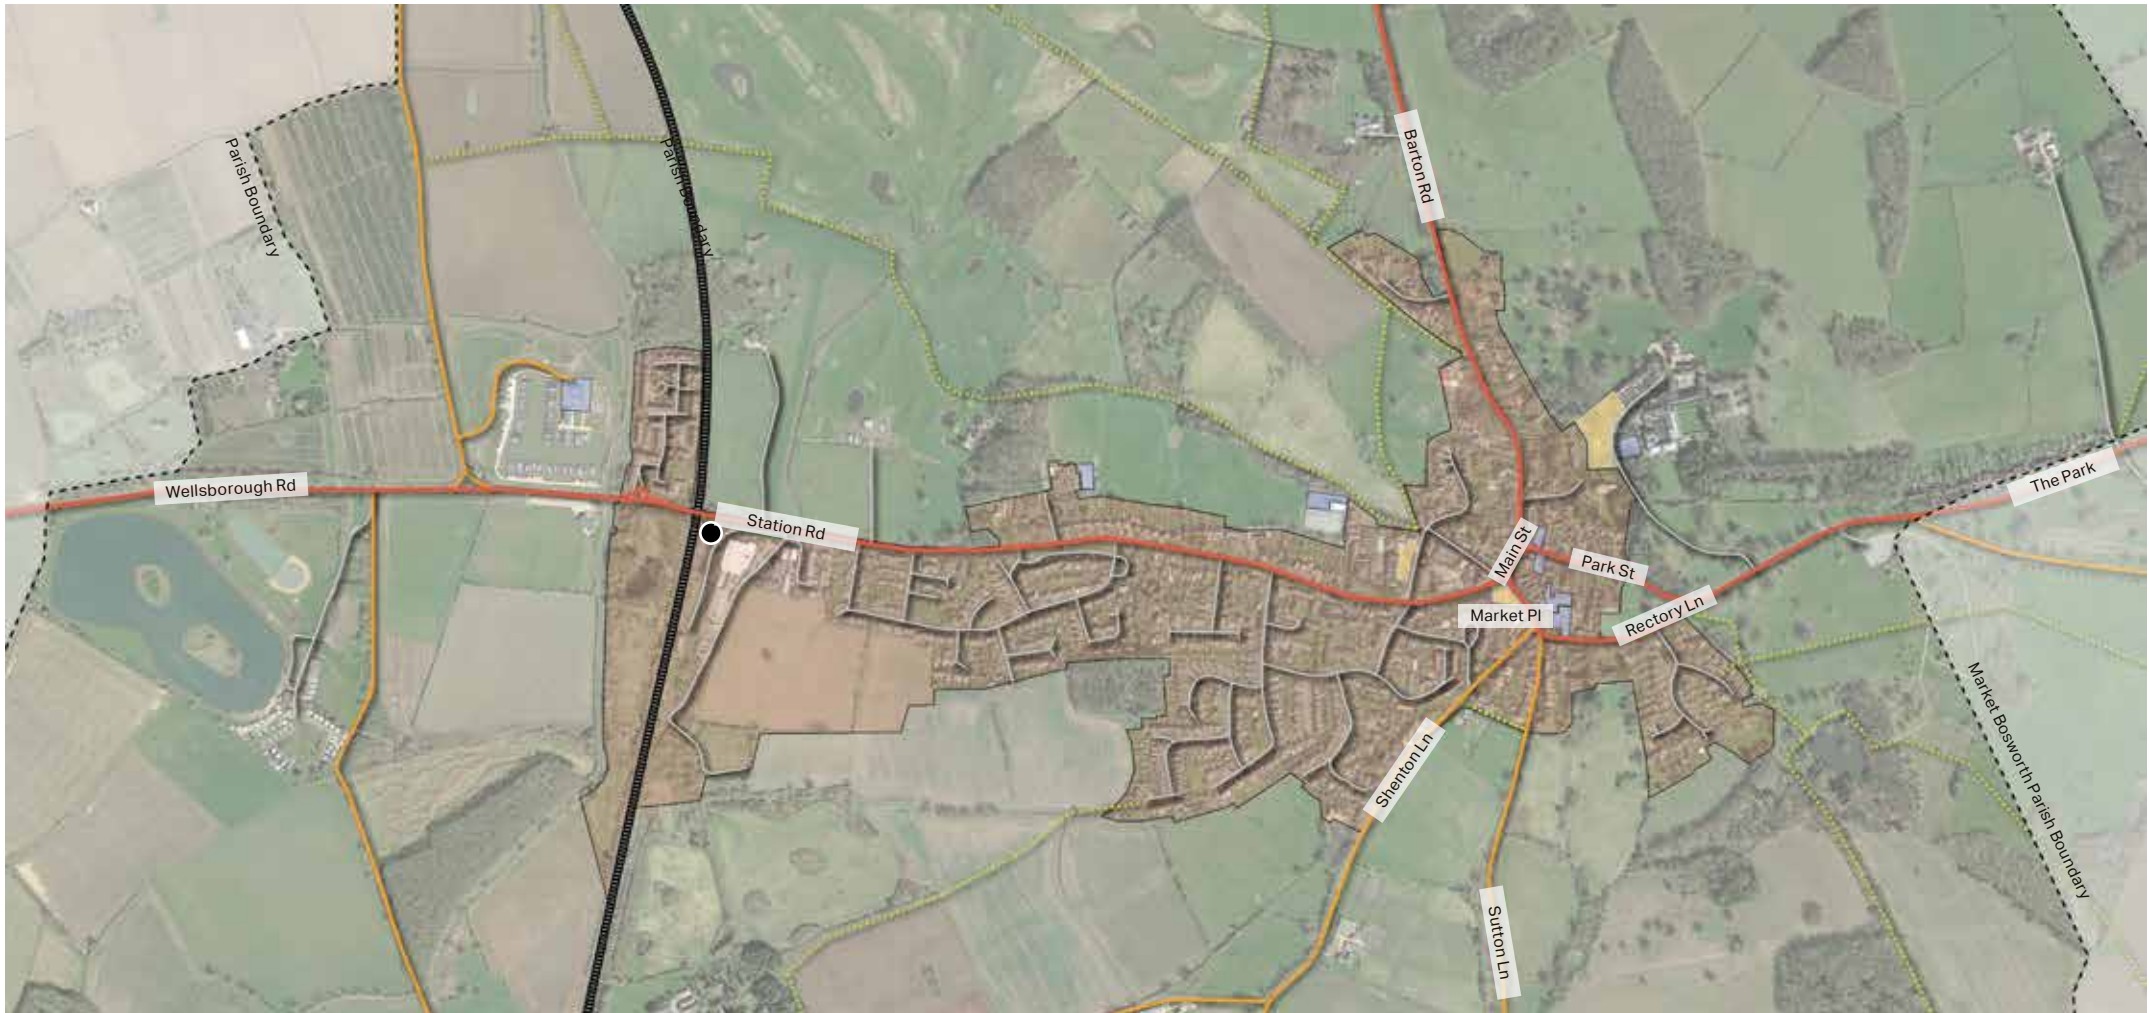 Barton Rd
Parish Boundary
Parish Boundary
Wellsborough Rd
The Park
Station Rd
Main St
Park St
Market Pl
Rectory Ln
Market Bosworth Parish Boundary
Shenton Ln
Sutton Ln